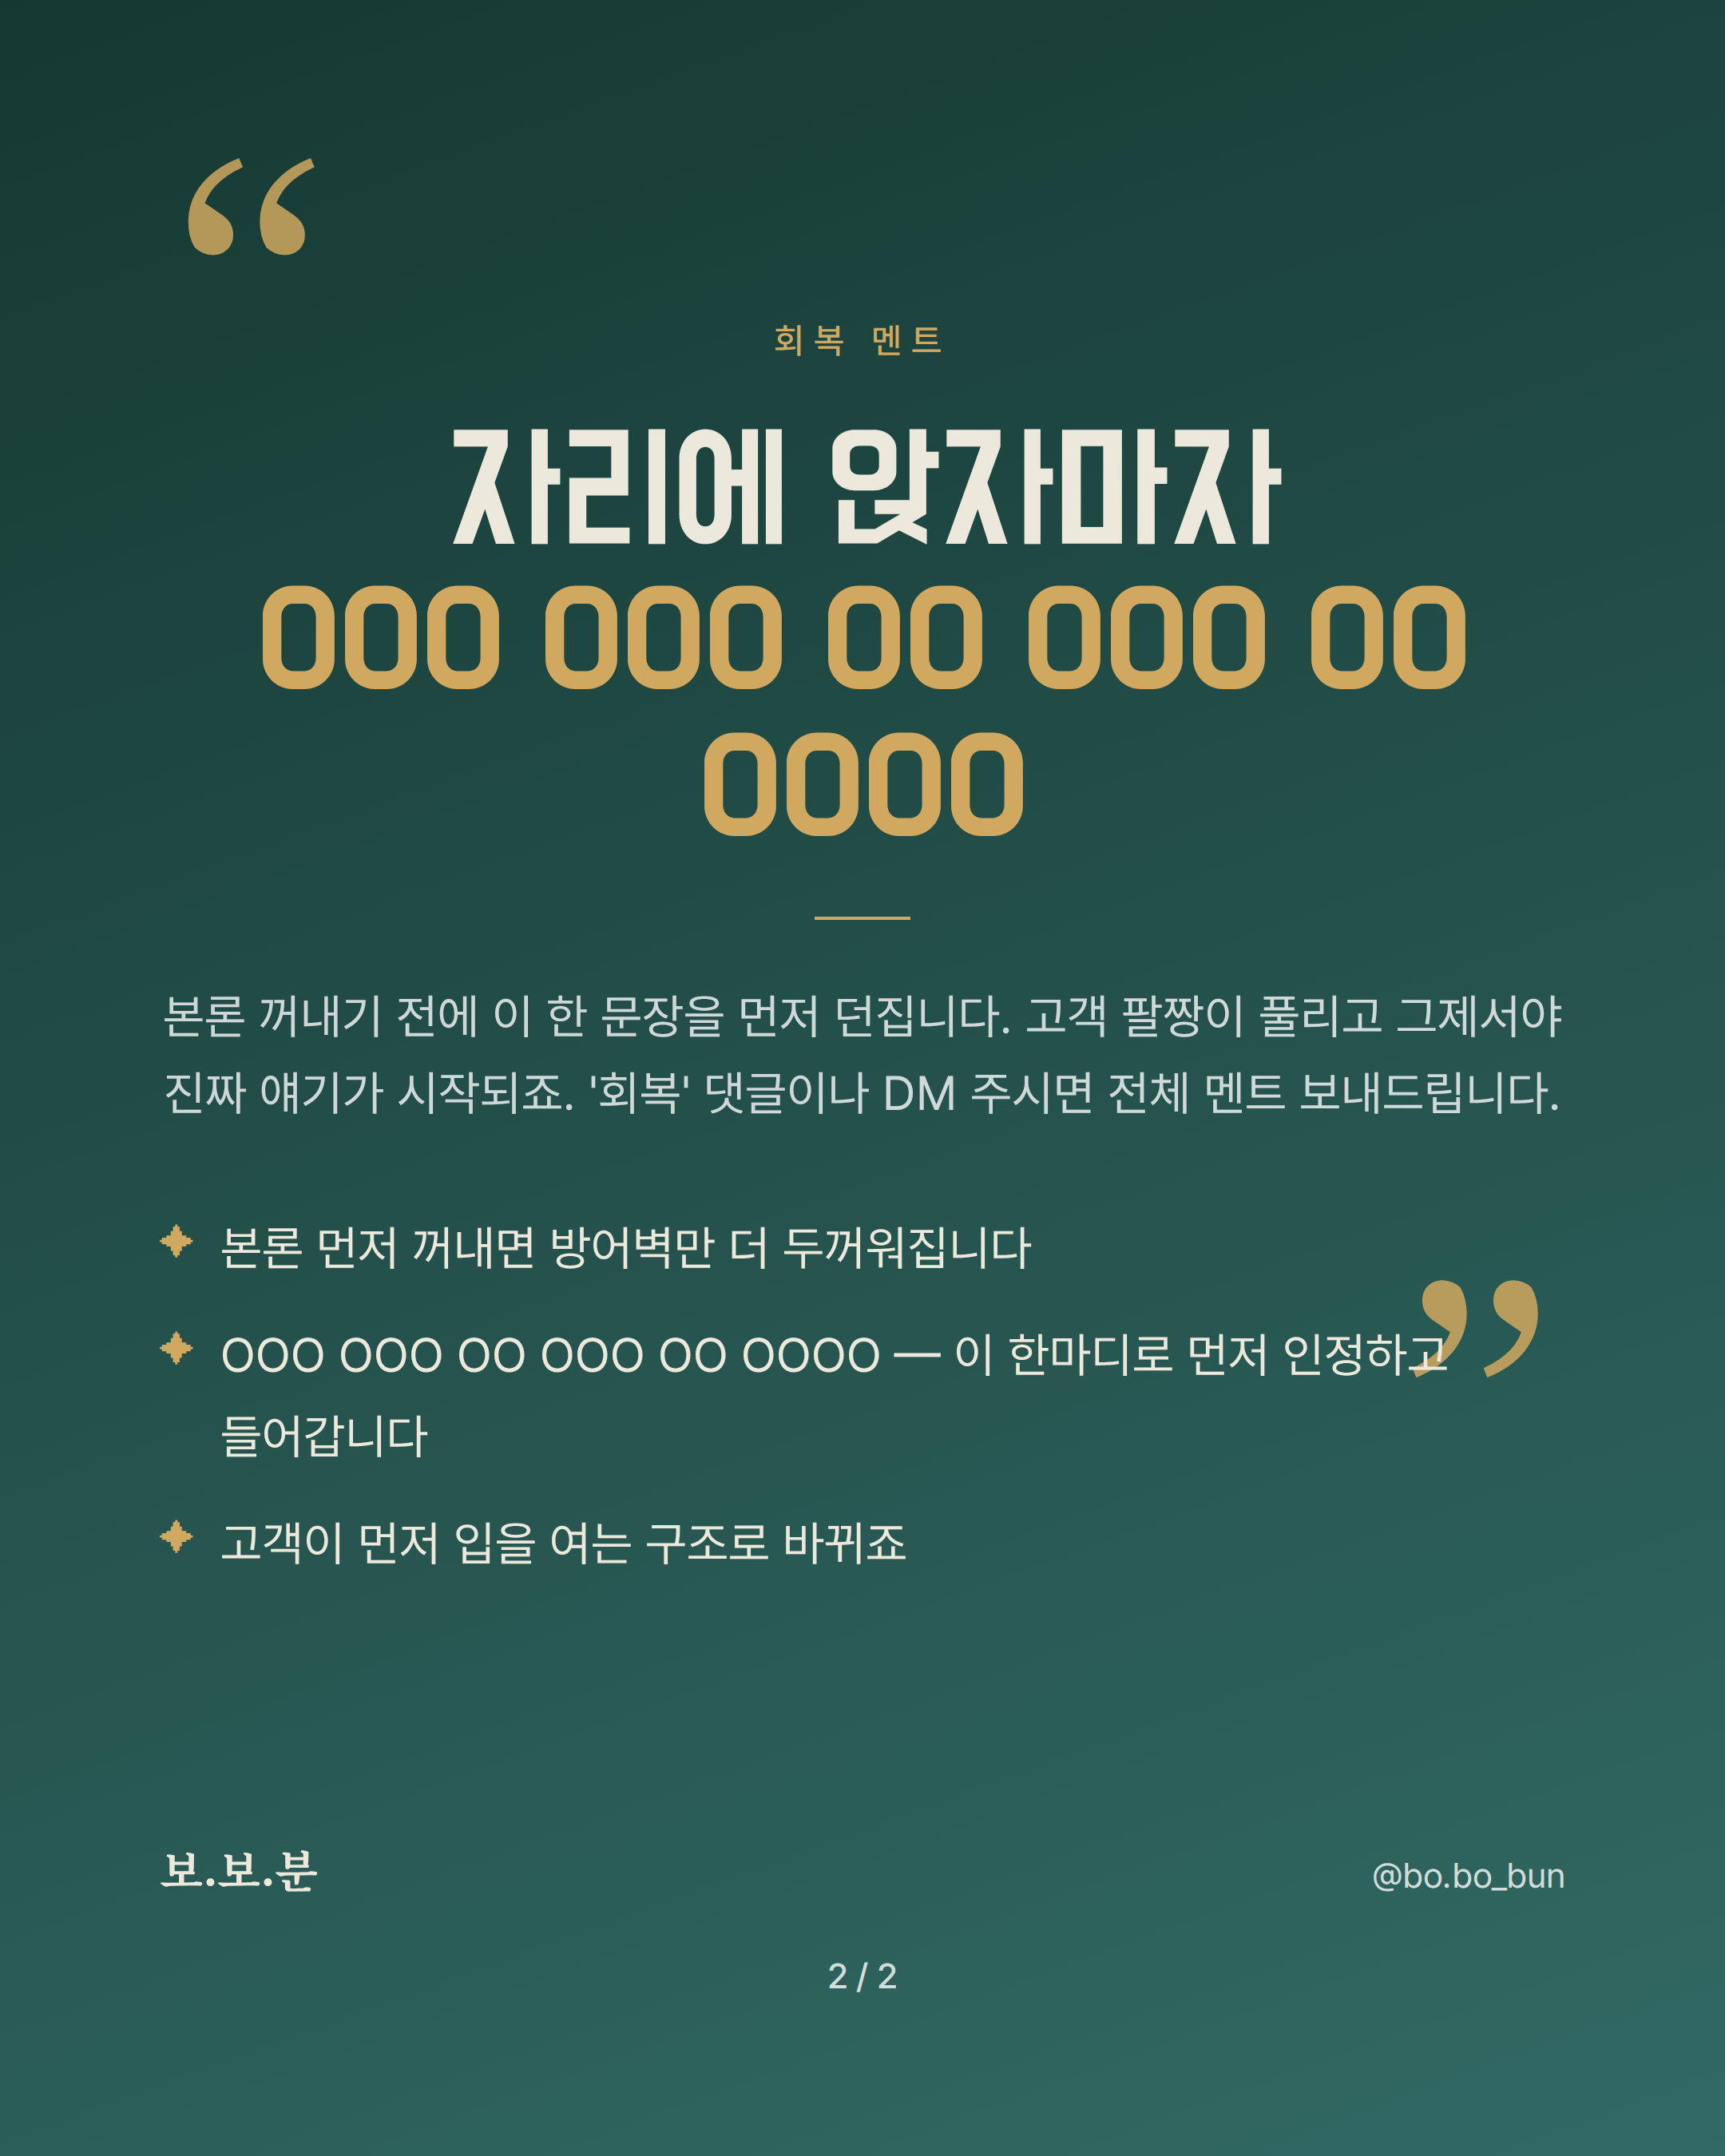 “
회복 멘트
자리에 앉자마자
OOO OOO OO OOO OO
OOOO
본론 꺼내기 전에 이 한 문장을 먼저 던집니다. 고객 팔짱이 풀리고 그제서야
진짜 얘기가 시작되죠. '회복' 댓글이나 DM 주시면 전체 멘트 보내드립니다.
✦ 본론 먼저 꺼내면 방어벽만 더 두꺼워집니다
✦ OOO OOO OO OOO OO OOOO — 이 한마디로 먼저 인정하고
들어갑니다
”
✦ 고객이 먼저 입을 여는 구조로 바뀌죠
보.보.분
@bo.bo_bun
2 / 2